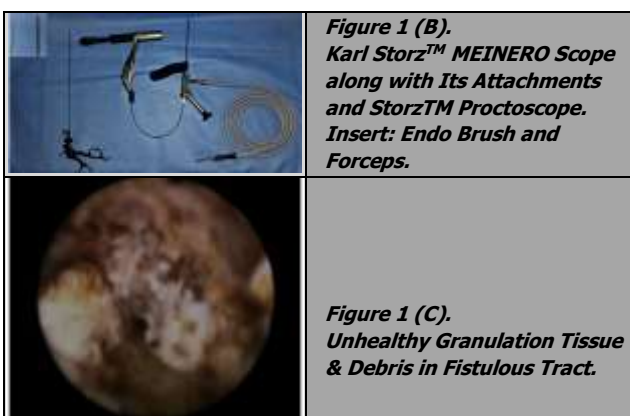 Figure 1 (B).
Karl Storz™ MEINERO Scope
along with Its Attachments
and StorzTM Proctoscope.
Insert: Endo Brush and
Forceps.
Figure 1 (C).
Unhealthy Granulation Tissue
& Debris in Fistulous Tract.